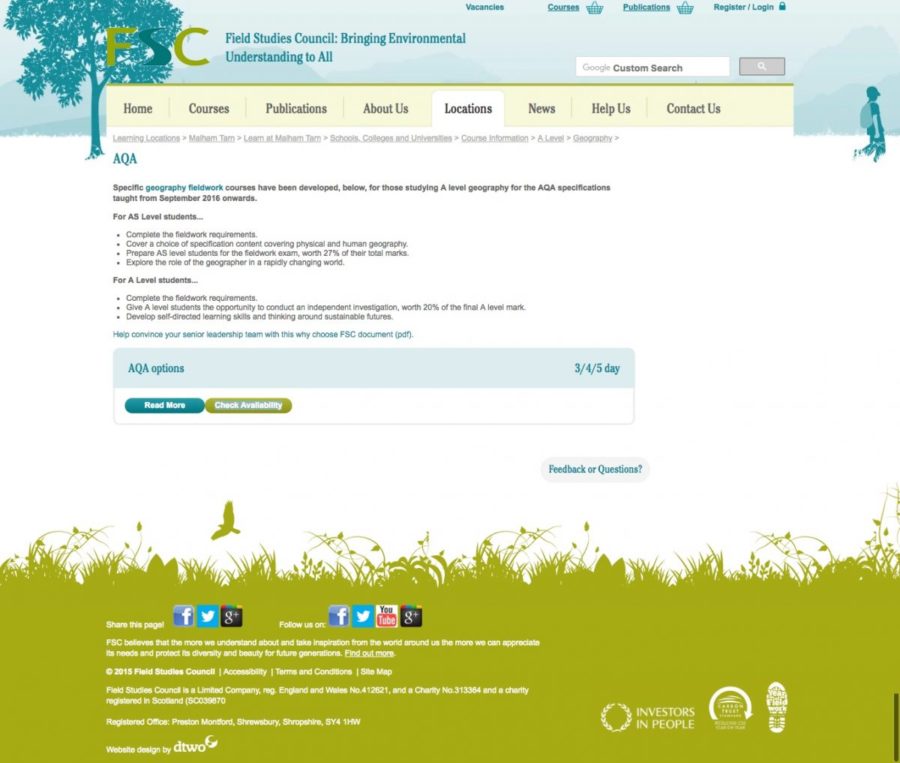 Vacancies Courses Publications Register / Login
FSC
Field Studies Council: Bringing Environmental
Understanding to All
Google Custom Search
Home Courses Publications About Us Locations News Help Us Contact Us
Learning Locations > Malham Tarn > Learn at Malham Tarn > Schools, Colleges and Universities > Course Information > A Level > Geography >
AQA
Specific geography fieldwork courses have been developed, below, for those studying A level geography for the AQA specifications
taught from September 2016 onwards.
For AS Level students...
• Complete the fieldwork requirements.
• Cover a choice of specification content covering physical and human geography.
• Prepare AS level students for the fieldwork exam, worth 27% of their total marks.
• Explore the role of the geographer in a rapidly changing world.
For A Level students...
• Complete the fieldwork requirements.
• Give A level students the opportunity to conduct an independent investigation, worth 20% of the final A level mark.
• Develop self-directed learning skills and thinking around sustainable futures.
Help convince your senior leadership team with this why choose FSC document (pdf).
AQA options 3/4/5 day
Read More Check Availability
Feedback or Questions?
Share this page! f g+ Follow us on: f You Tube g+
FSC believes that the more we understand about and take inspiration from the world around us the more we can appreciate
its needs and protect its diversity and beauty for future generations. Find out more.
© 2015 Field Studies Council | Accessibility | Terms and Conditions | Site Map
Field Studies Council is a Limited Company, reg. England and Wales No.412621, and a Charity No.313364 and a charity
registered in Scotland (SC039870
Registered Office: Preston Montford, Shrewsbury, Shropshire, SY4 1HW
Website design by dtwo
INVESTORS
IN PEOPLE
CARBON
TRUST
STANDARD